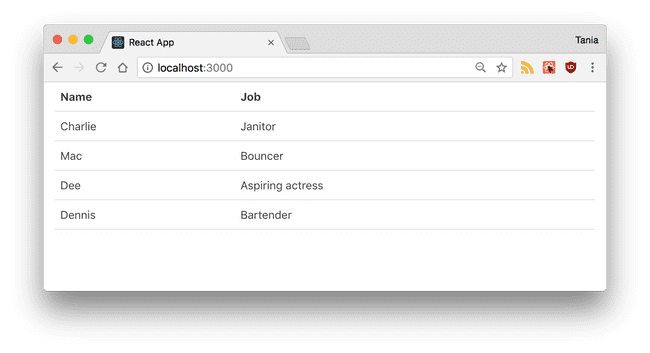 React App
Tania
localhost:3000
Name Job
Charlie Janitor
Mac Bouncer
Dee Aspiring actress
Dennis Bartender